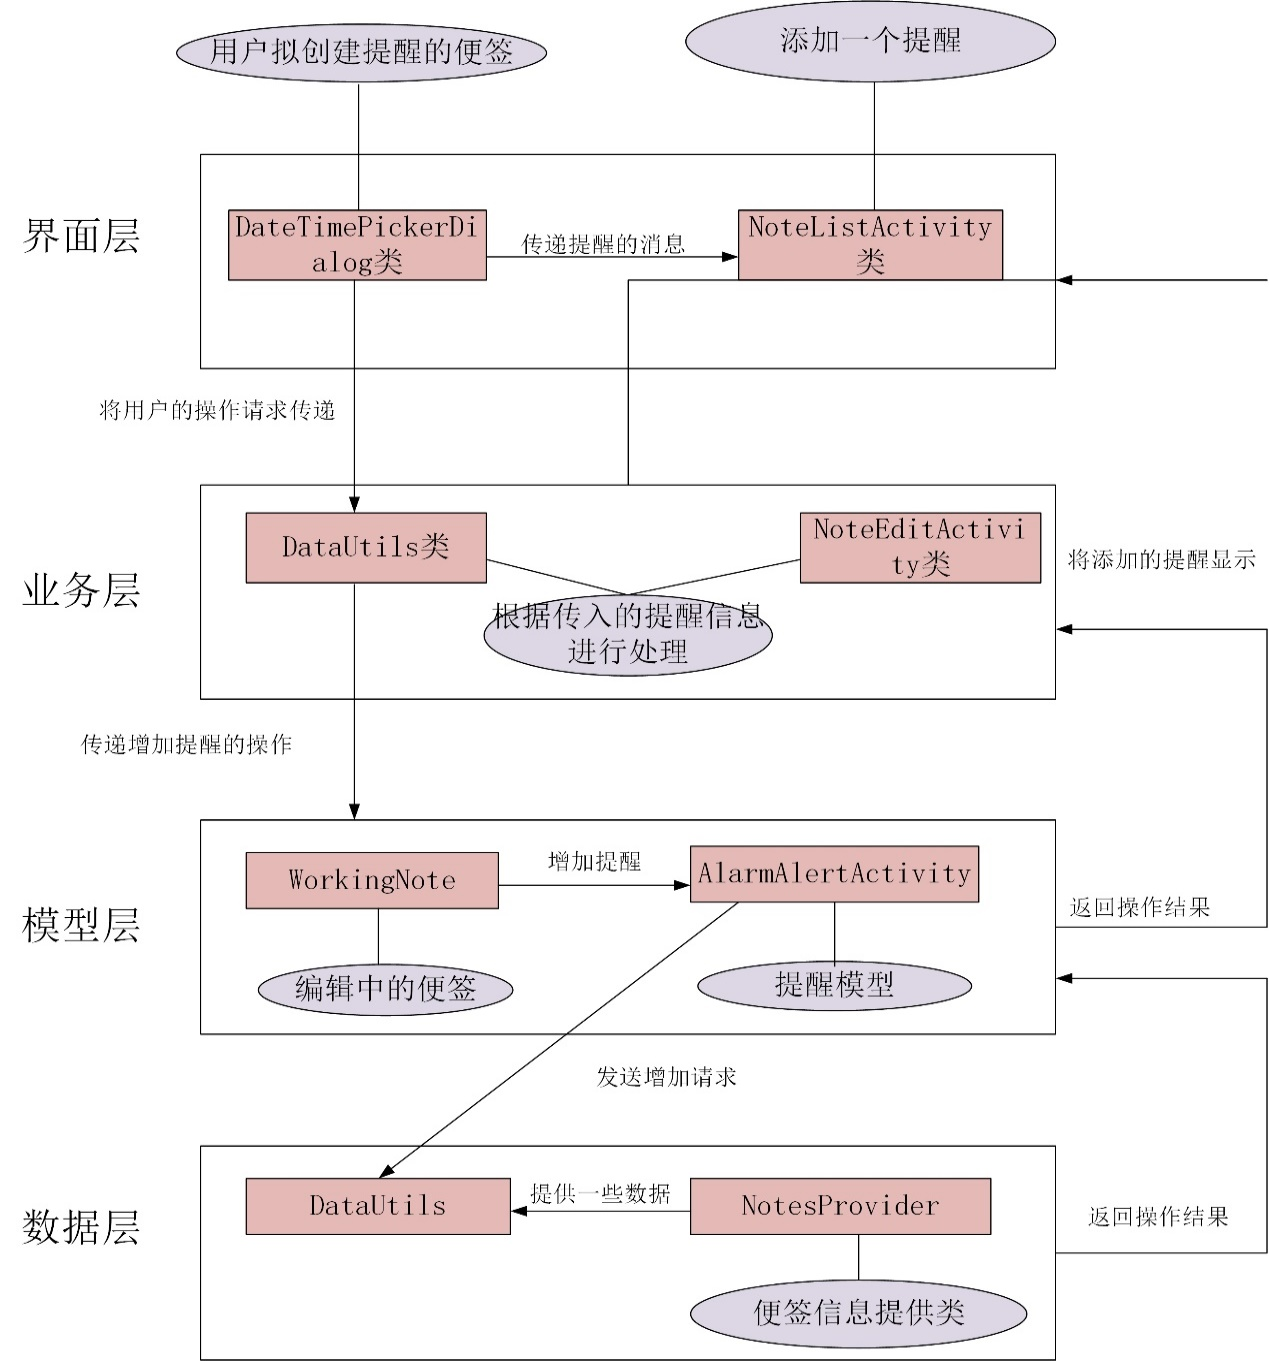 用户拟创建提醒的便签
添加一个提醒
界面层
DateTimePickerDi
alog类
传递提醒的消息
NoteListActivity
类
将用户的操作请求传递
业务层
DataUtils类
NoteEditActivi
ty类
根据传入的提醒信息
进行处理
将添加的提醒显示
传递增加提醒的操作
模型层
WorkingNote
增加提醒
AlarmAlertActivity
返回操作结果
编辑中的便签
提醒模型
发送增加请求
数据层
DataUtils
提供一些数据
NotesProvider
返回操作结果
便签信息提供类